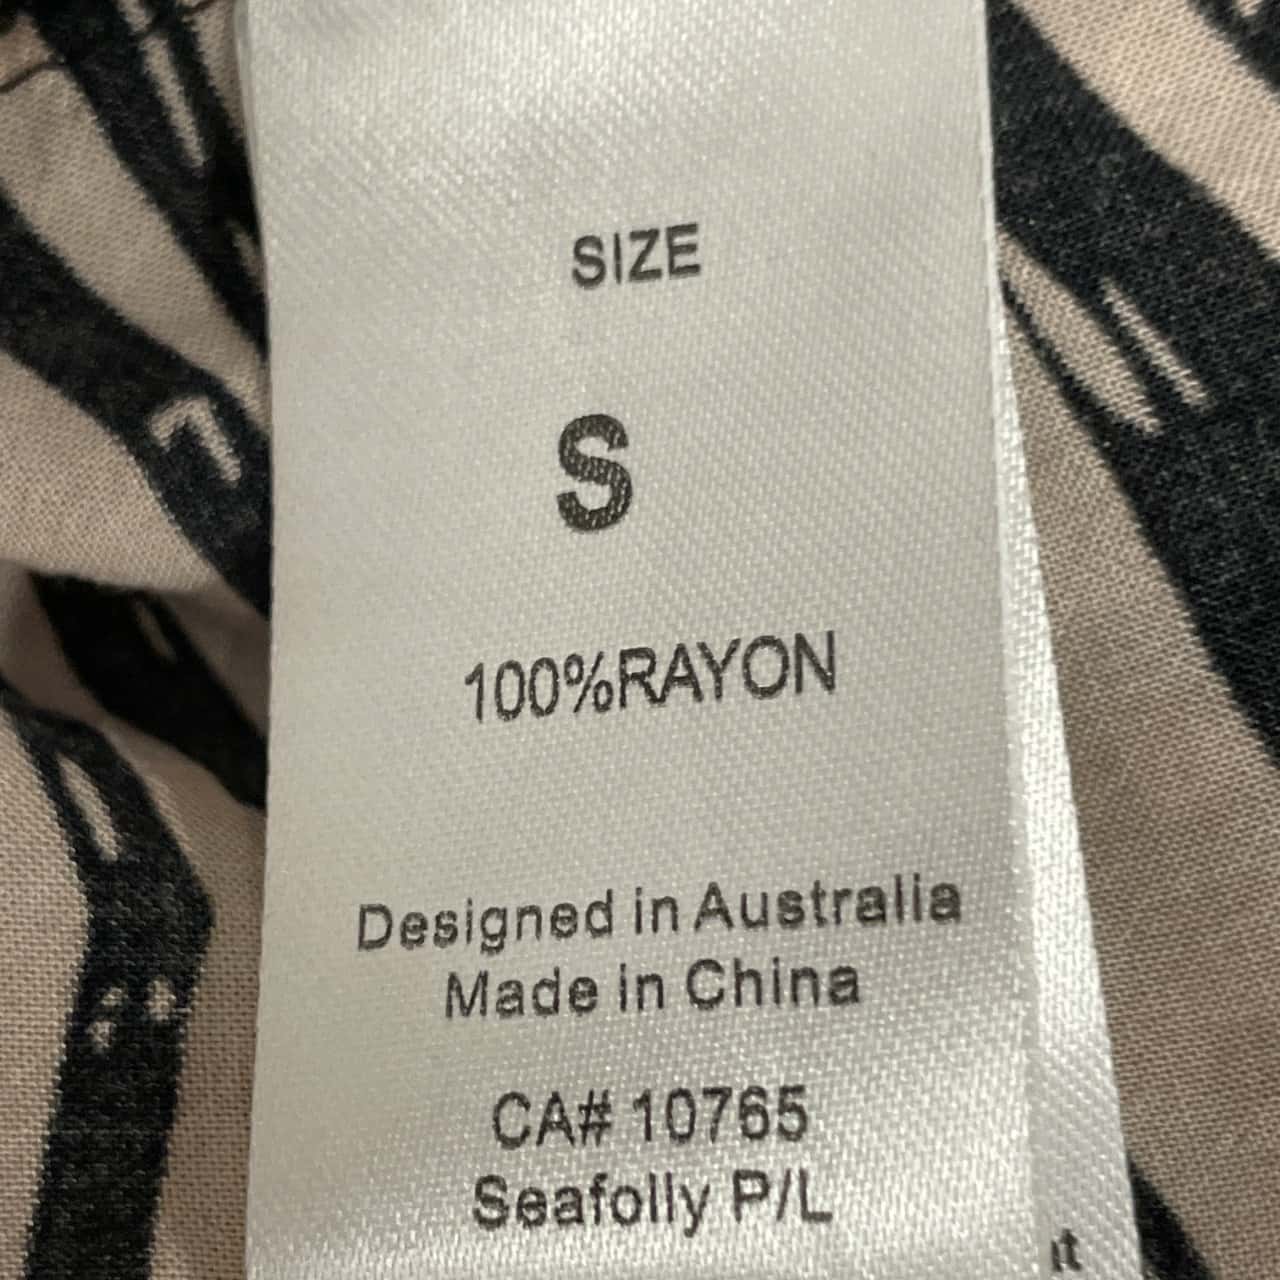 SIZE
S
100%RAYON
Designed in Australia
Made in China
CA# 10765
Seafolly P/L